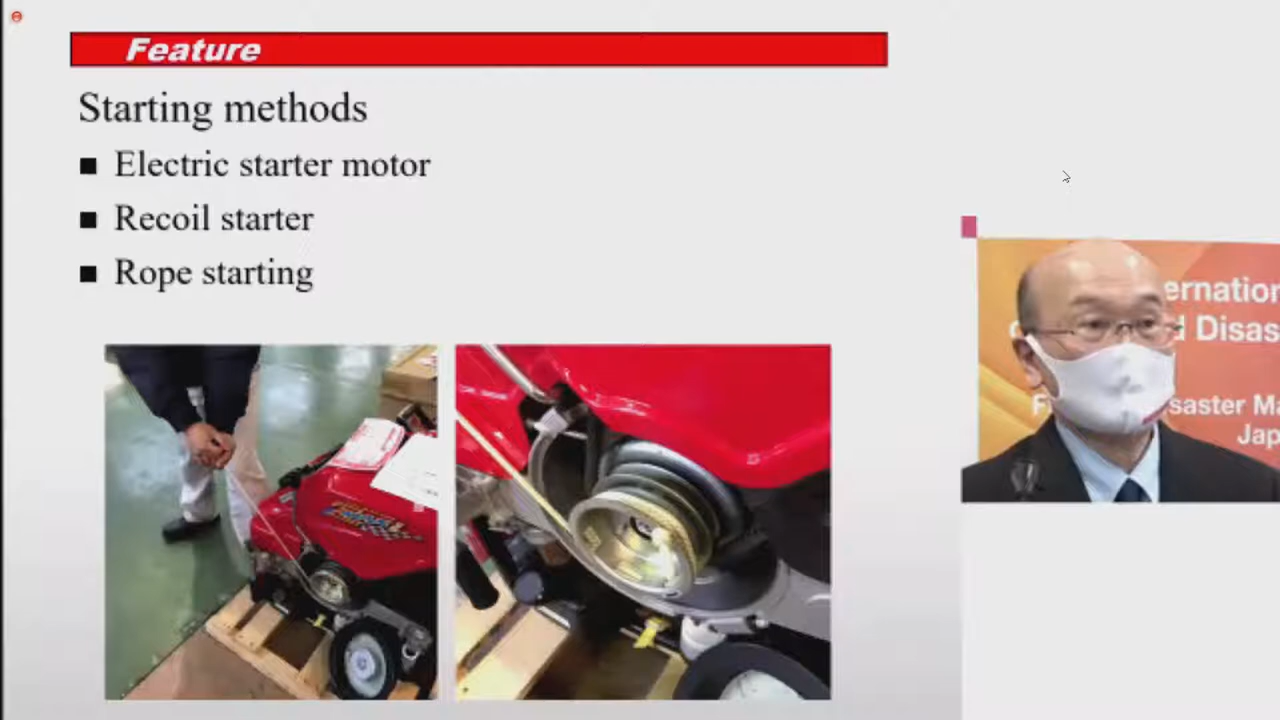 Feature
Starting methods
■ Electric starter motor
■ Recoil starter
■ Rope starting
ernation
d Disas
saster Ma
Jap